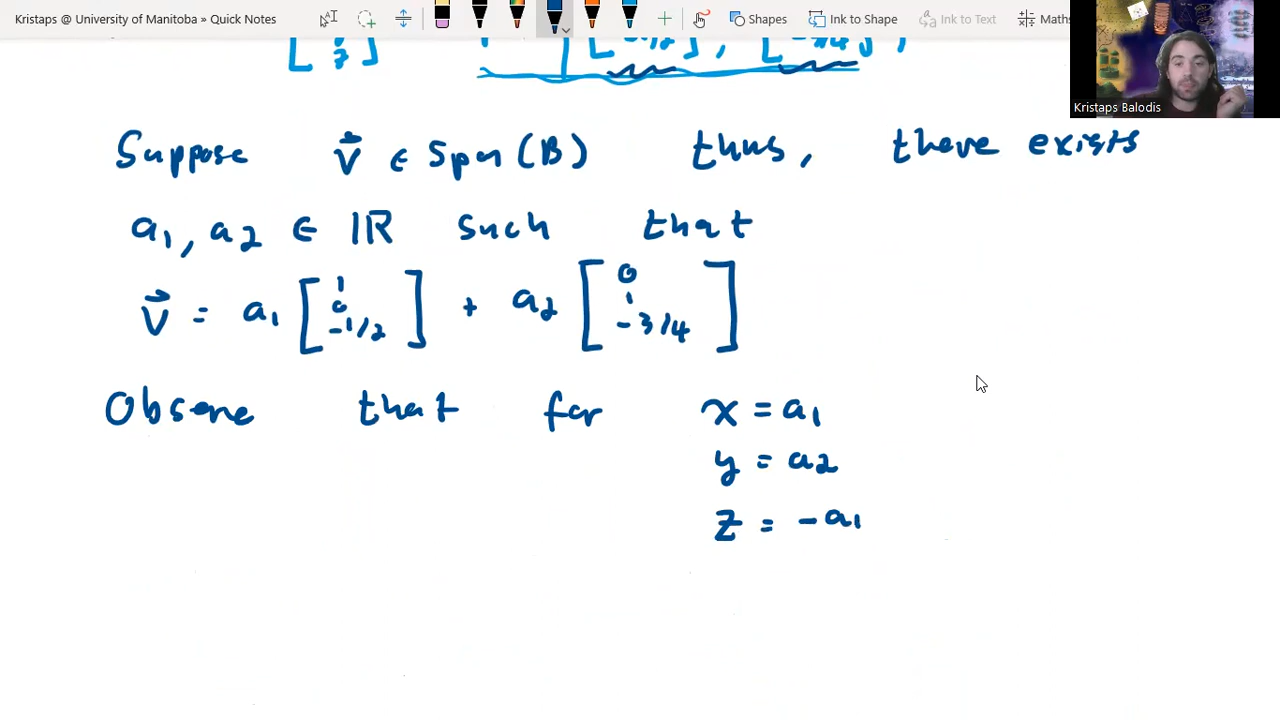 Kristaps @ University of Manitoba » Quick Notes
Shapes
Ink to Shape
Ink to Text
Maths
Kristaps Balodis
Suppose v⃗ ∈ Span(B) thus, there exists
a1, a2 ∈ ℝ such that
v⃗ = a1 [1 0 -1/2] + a2 [0 1 -3/4]
Observe that for x = a1
y = a2
z = -a1